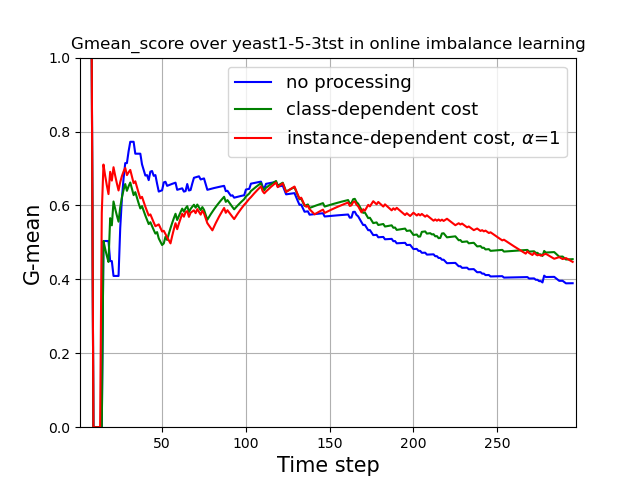 Gmean_score over yeast1-5-3tst in online imbalance learning
1.0
0.8
0.6
0.4
0.2
0.0
G-mean
no processing
class-dependent cost
instance-dependent cost, α=1
50
100
150
200
250
Time step